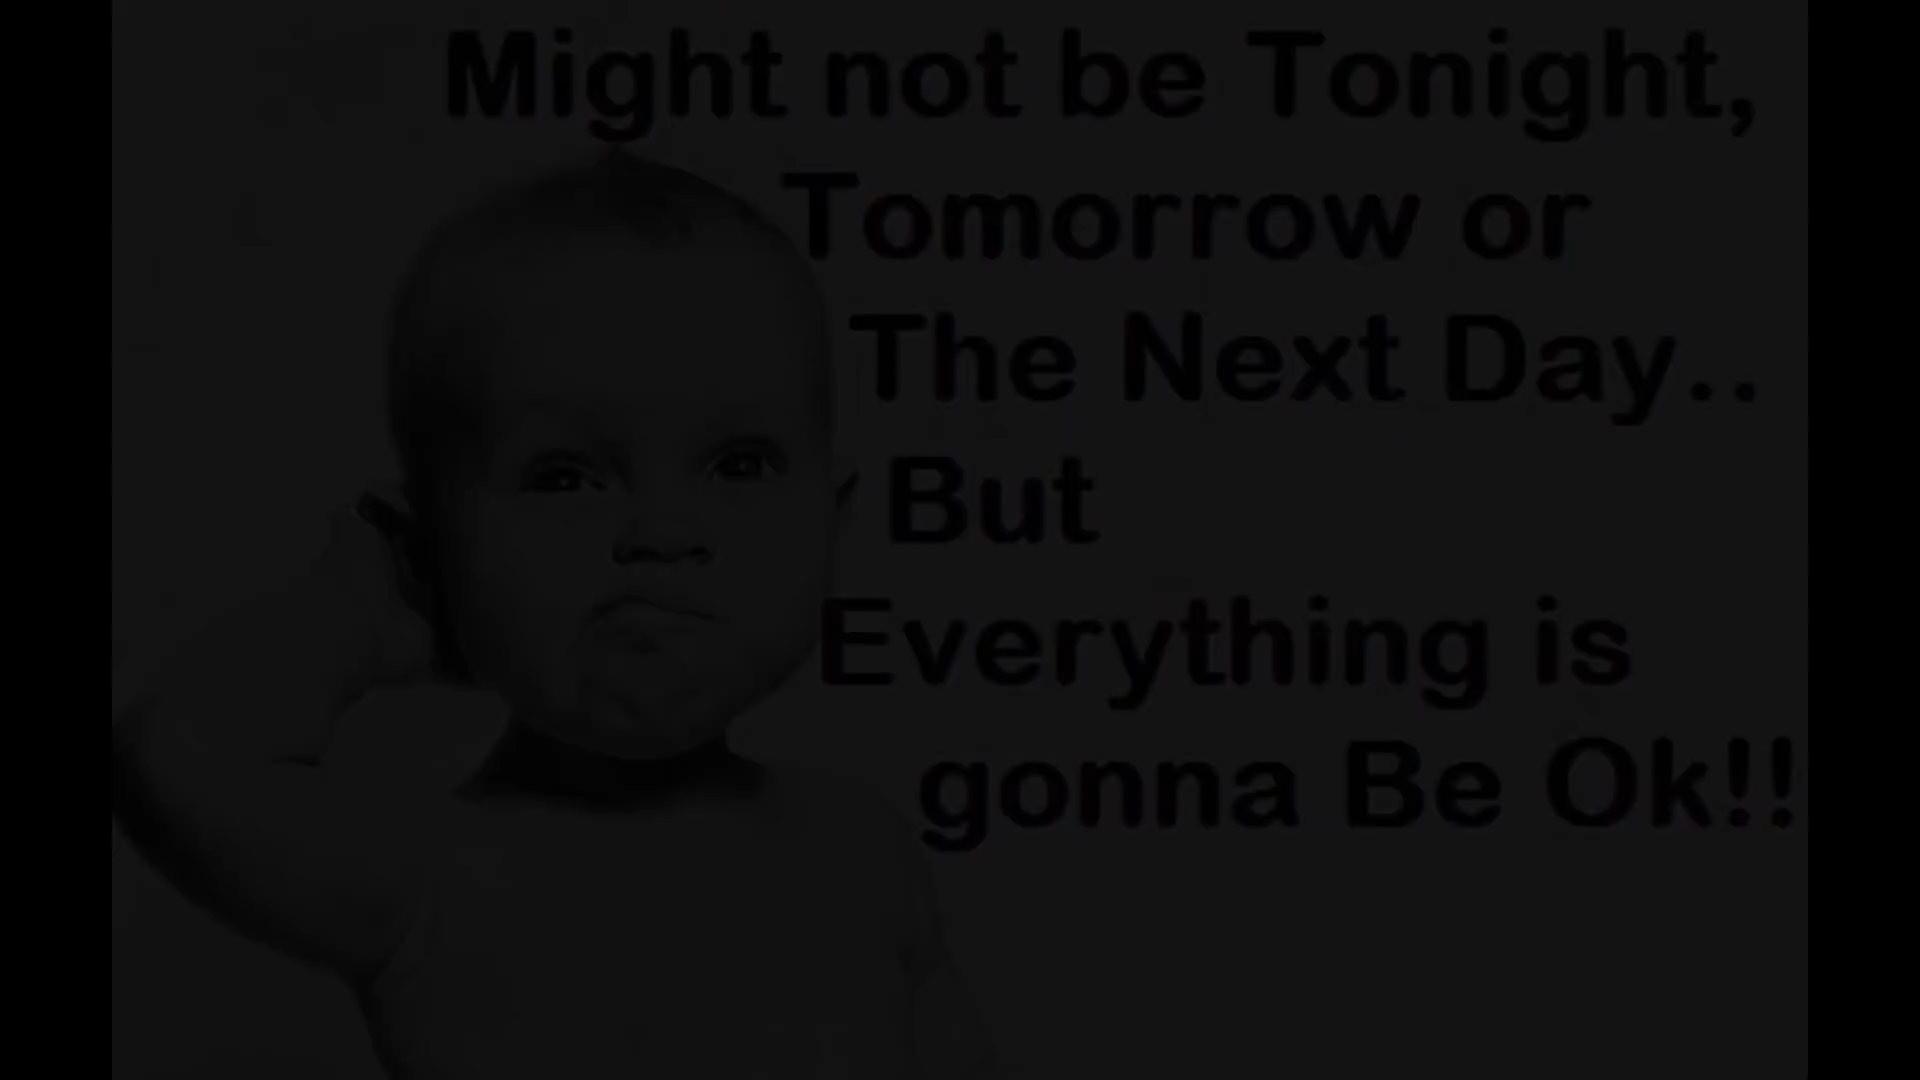 Might not be Tonight,
Tomorrow or
The Next Day..
But
Everything is
gonna Be Ok!!